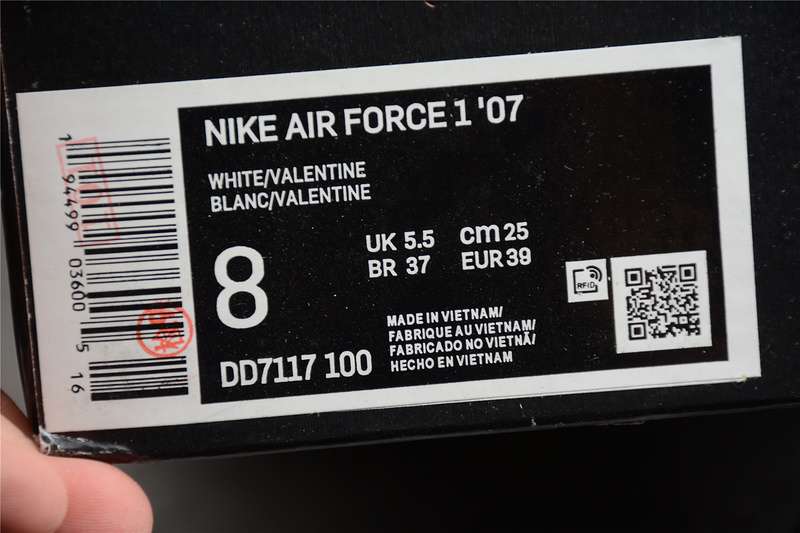 NIKE AIR FORCE 1 '07
WHITE/VALENTINE
BLANC/VALENTINE
8
UK 5.5 cm 25
BR 37 EUR 39
MADE IN VIETNAM/
FABRIQUE AU VIETNAM/
FABRICADO NO VIETNÃ/
HECHO EN VIETNAM
DD7117 100
RFID
1 94499 03600 5 16